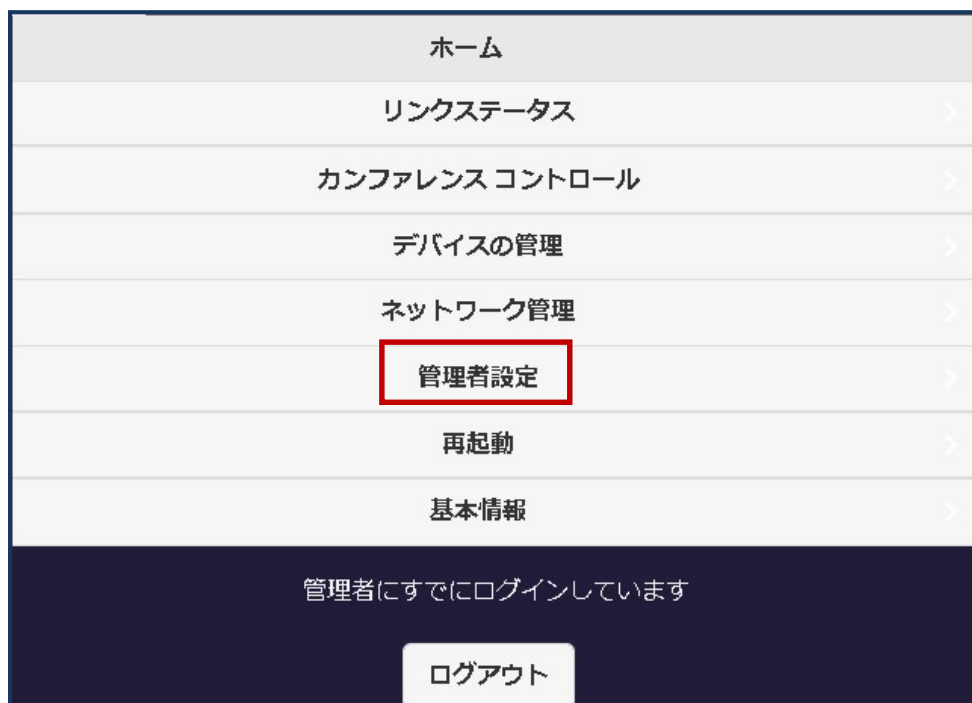 ホーム
リンクステータス
カンファレンス コントロール
デバイスの管理
ネットワーク管理
管理者設定
再起動
基本情報
管理者にすでにログインしています
ログアウト